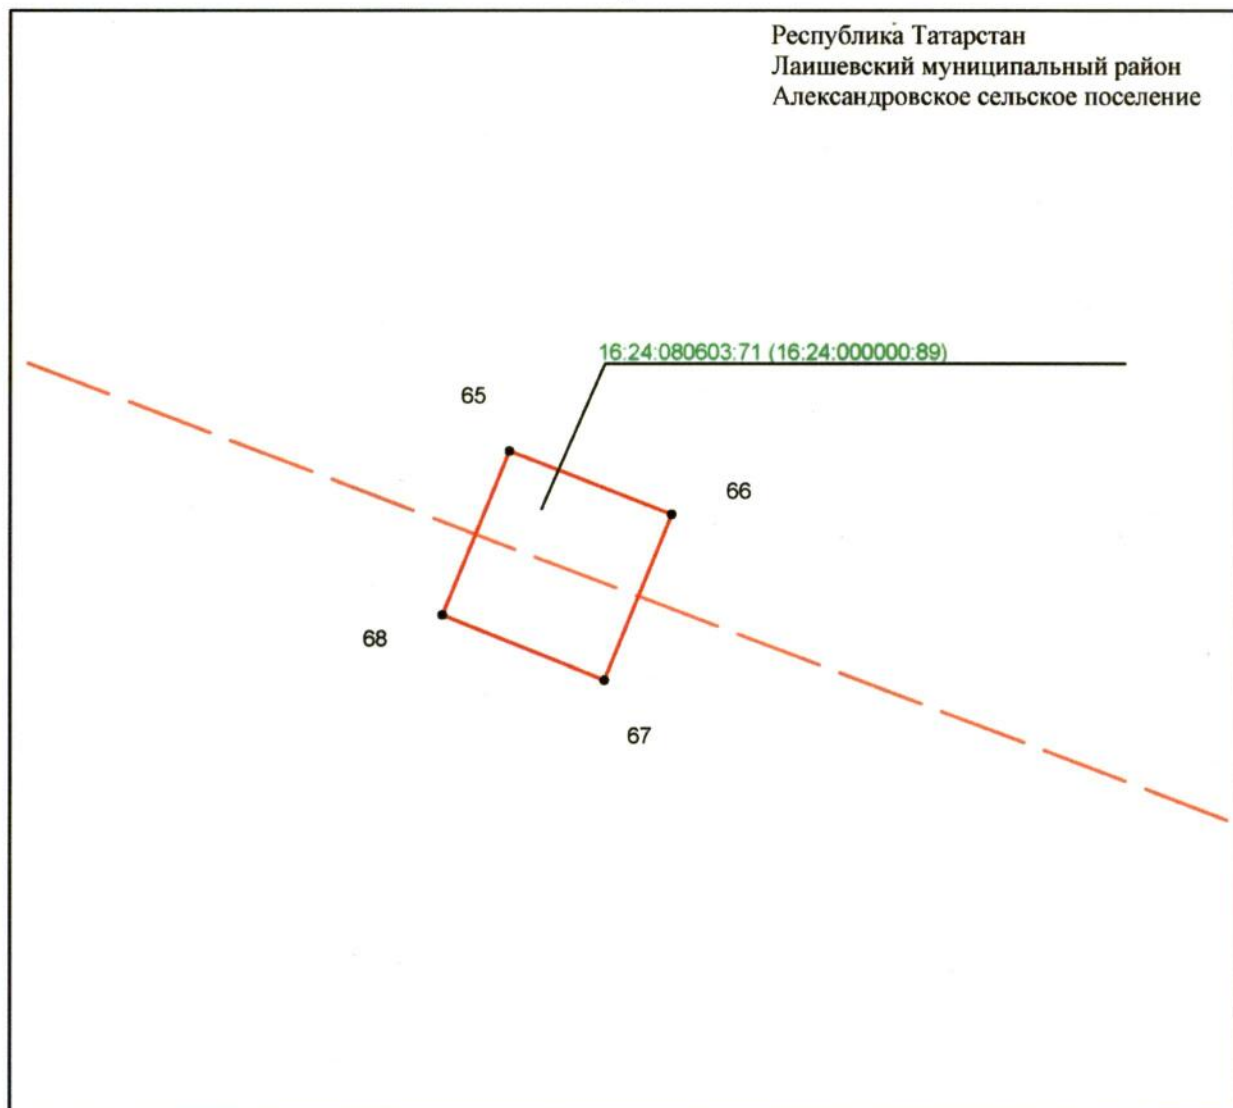 Республика Татарстан
Лаишевский муниципальный район
Александровское сельское поселение
16:24:080603:71 (16:24:000000:89)
65
66
68
67